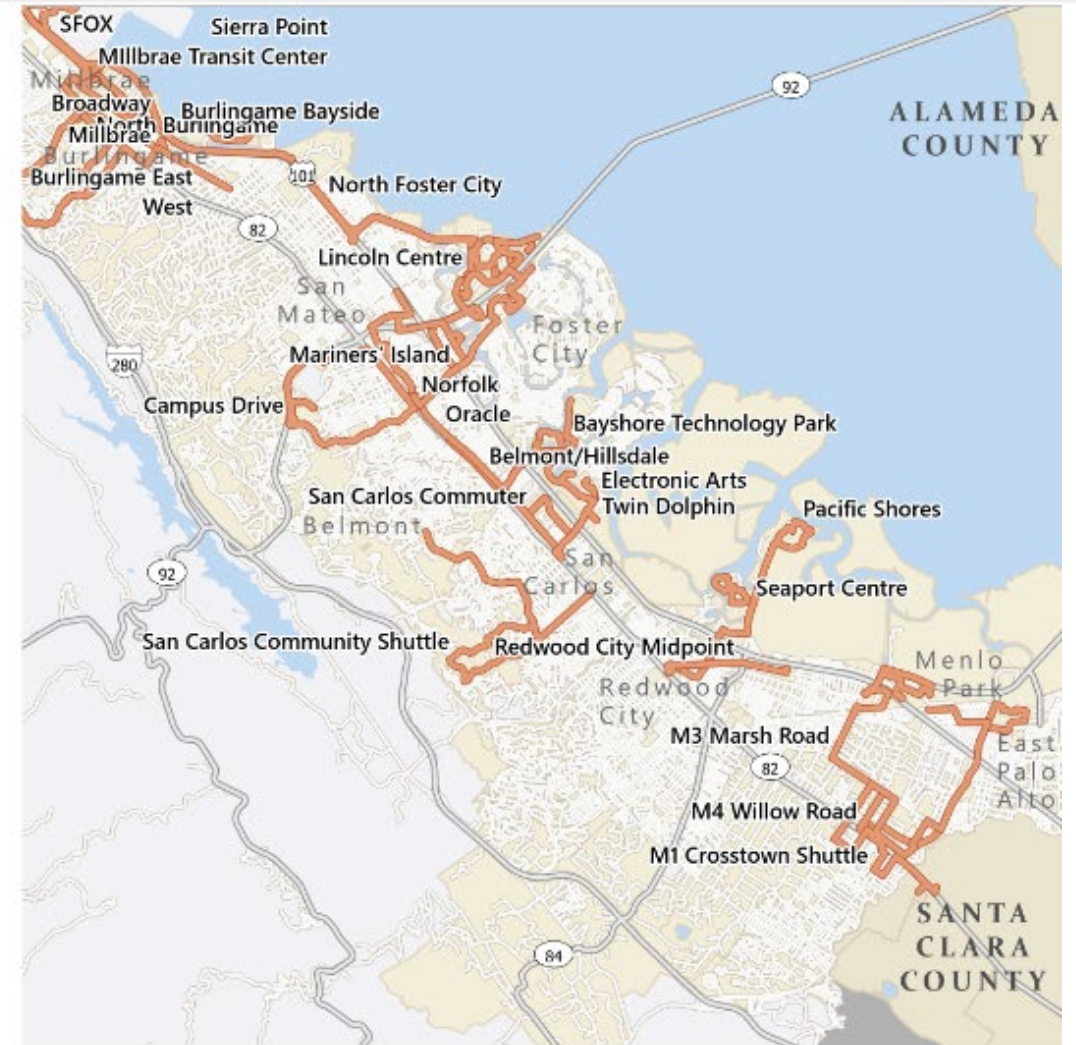 SFOX
Sierra Point
MIllbrae Transit Center
Millbrae
Broadway
Burlingame Bayside
North Burlingame
Millbrae
Burlingame
Burlingame East
West
101
North Foster City
82
Lincoln Centre
San
Mateo
92
ALAMEDA
COUNTY
Foster
City
280
Mariners' Island
Norfolk
Campus Drive
Oracle
Bayshore Technology Park
Belmont/Hillsdale
Electronic Arts
San Carlos Commuter
Twin Dolphin
Belmont
Pacific Shores
San
Carlos
92
Seaport Centre
San Carlos Community Shuttle
Redwood City Midpoint
Redwood
City
Menlo
Park
M3 Marsh Road
East
Palo
Alto
82
M4 Willow Road
M1 Crosstown Shuttle
84
SANTA
CLARA
COUNTY